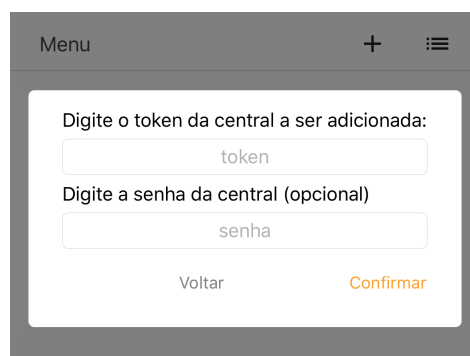 Menu
Digite o token da central a ser adicionada:
token
Digite a senha da central (opcional)
senha
Voltar Confirmar